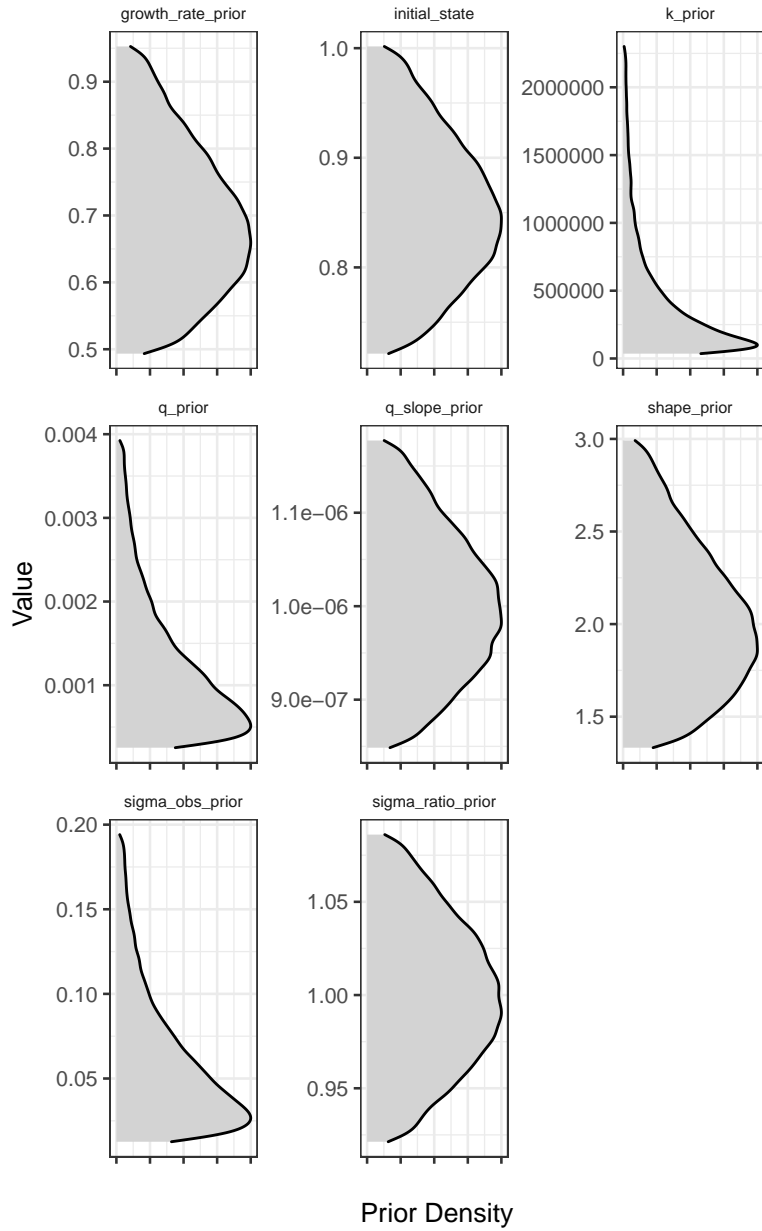 growth_rate_prior
initial_state
k_prior
0.9
0.8
0.7
0.6
0.5
1.0
0.9
0.8
2000000
1500000
1000000
500000
0
q_prior
q_slope_prior
shape_prior
0.004
0.003
0.002
0.001
1.1e−06
1.0e−06
9.0e−07
3.0
2.5
2.0
1.5
Value
sigma_obs_prior
sigma_ratio_prior
0.20
0.15
0.10
0.05
1.05
1.00
0.95
Prior Density